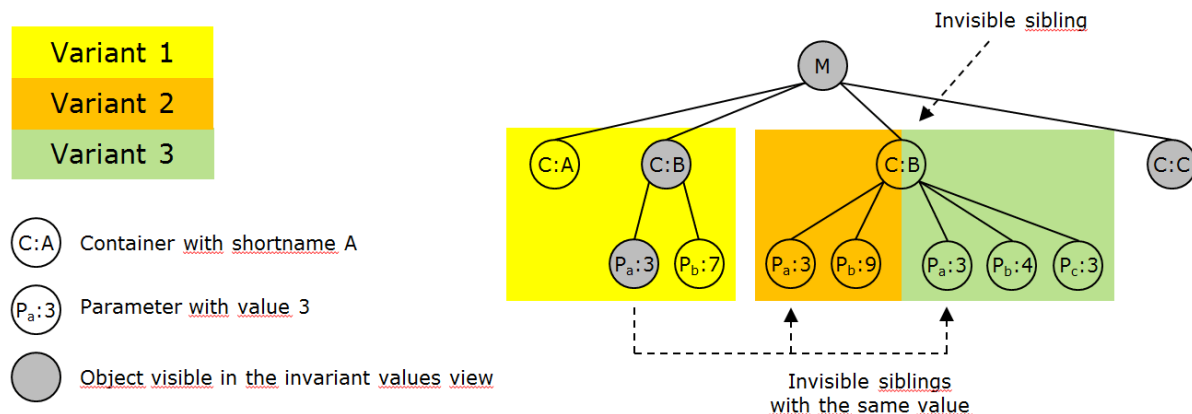 Variant 1
Variant 2
Variant 3
C:A Container with shortname A
Pa:3 Parameter with value 3
Object visible in the invariant values view
Invisible sibling
M
C:A C:B C:B C:C
Pa:3 Pb:7 Pa:3 Pb:9 Pa:3 Pb:4 Pc:3
Invisible siblings
with the same value